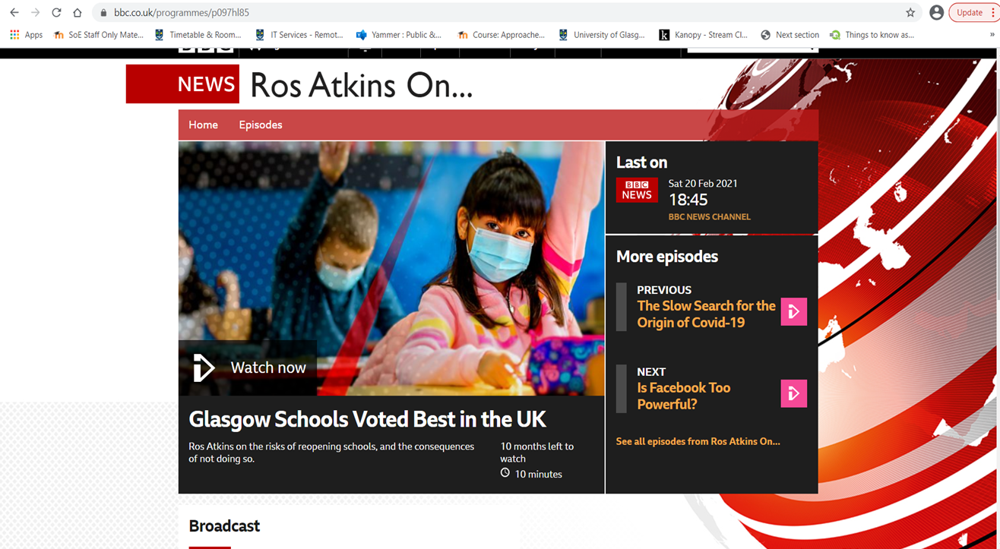 bbc.co.uk/programmes/p097hl85
Update
Apps
SoE Staff Only Mate...
Timetable & Room...
IT Services - Remot...
Yammer : Public &...
Course: Approache...
University of Glasg...
Kanopy - Stream Cl...
Next section
Things to know as...
»
NEWS
Ros Atkins On...
Home
Episodes
Watch now
Glasgow Schools Voted Best in the UK
Ros Atkins on the risks of reopening schools, and the consequences
of not doing so.
10 months left to
watch
10 minutes
Last on
BBC
NEWS
Sat 20 Feb 2021
18:45
BBC NEWS CHANNEL
More episodes
PREVIOUS
The Slow Search for the
Origin of Covid-19
NEXT
Is Facebook Too
Powerful?
See all episodes from Ros Atkins On...
Broadcast